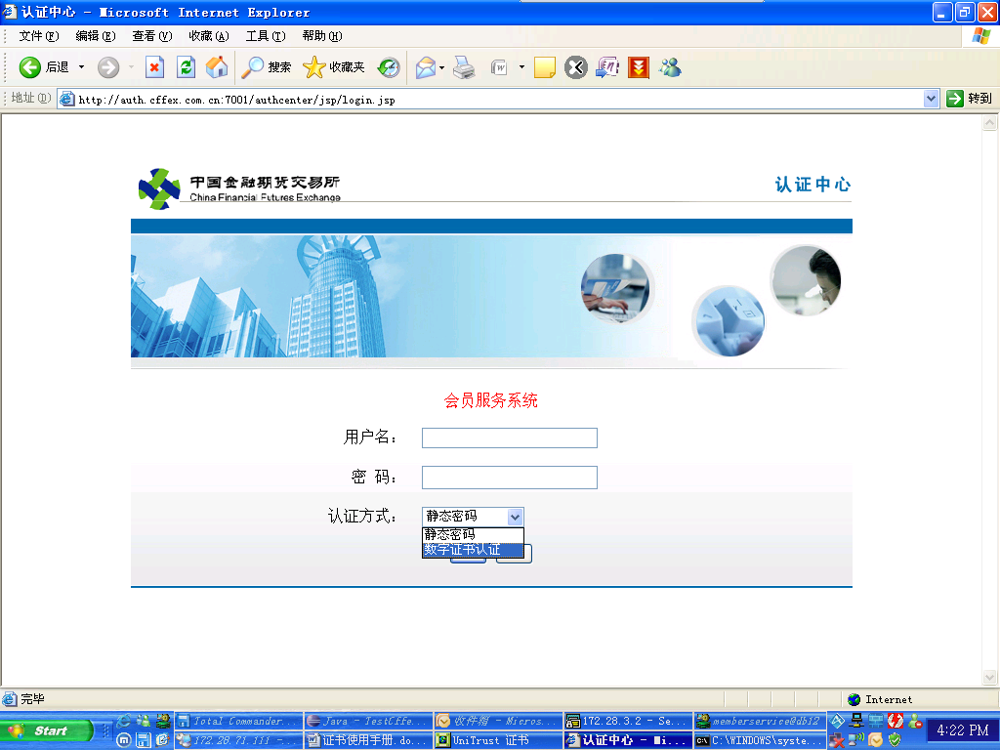 认证中心 - Microsoft Internet Explorer
文件(F) 编辑(E) 查看(V) 收藏(A) 工具(T) 帮助(H)
后退 搜索 收藏夹
地址(D) http://auth.cffex.com.cn:7001/authcenter/jsp/login.jsp 转到
中国金融期货交易所 认证中心
China Financial Futures Exchange
会员服务系统
用户名：
密 码：
认证方式： 静态密码
静态密码
数字证书认证
完毕 Internet
Start Total Commander... Java - TestCffe... 收件箱 - Micros... 172.28.3.2 - Se... memberservice@db12
172.28.71.111 -... 证书使用手册.do... UniTrust 证书 认证中心 - Mi... C:\WINDOWS\syste... 4:22 PM